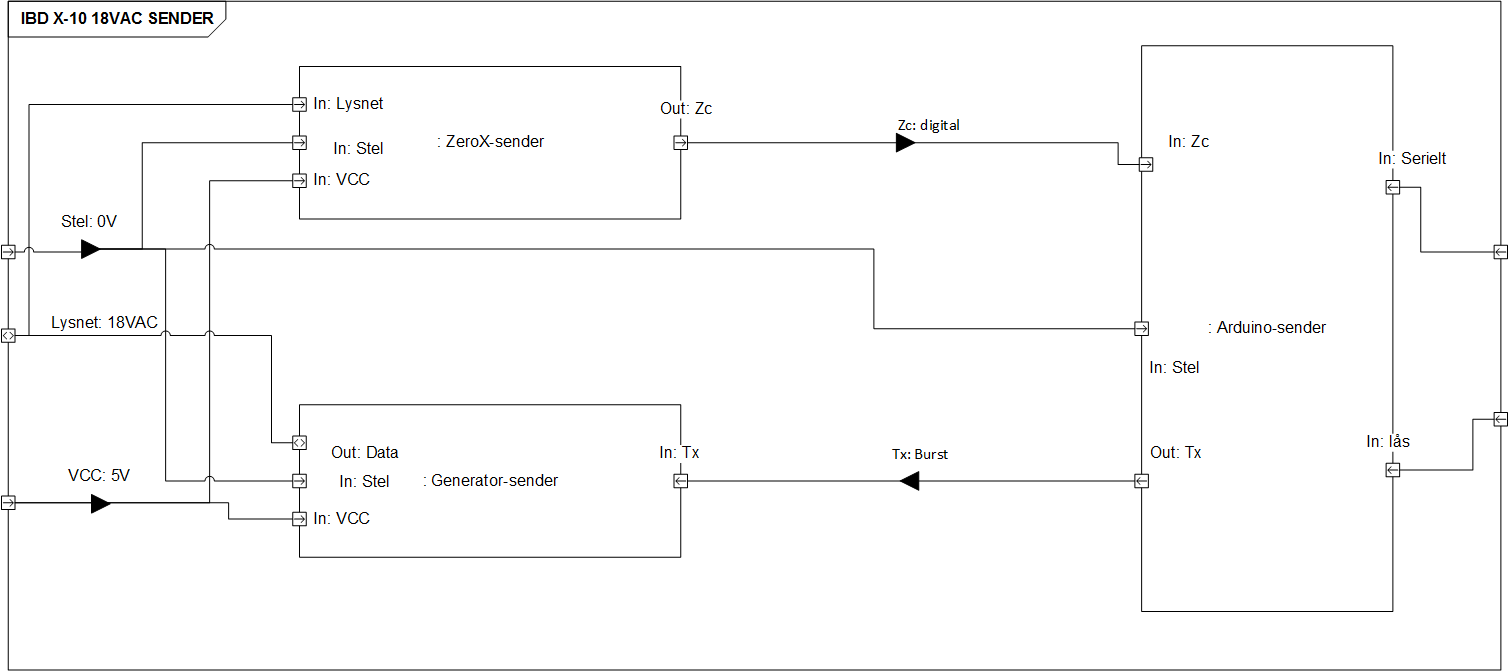 IBD X-10 18VAC SENDER
In: Lysnet
Out: Zc
In: Stel
: ZeroX-sender
In: VCC
Zc: digital
In: Zc
In: Serielt
Stel: 0V
Lysnet: 18VAC
: Arduino-sender
In: Stel
VCC: 5V
Out: Data
In: Stel
: Generator-sender
In: VCC
In: Tx
Tx: Burst
Out: Tx
In: lås